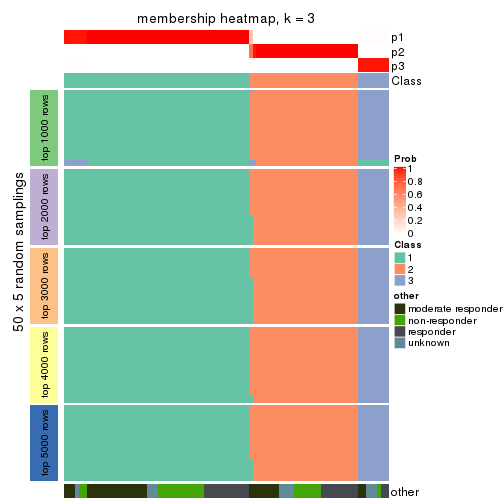 membership heatmap, k = 3
p1
p2
p3
Class
50 x 5 random samplings
top 1000 rows
top 2000 rows
top 3000 rows
top 4000 rows
top 5000 rows
other
Prob
1
0.8
0.6
0.4
0.2
0
Class
1
2
3
other
moderate responder
non-responder
responder
unknown